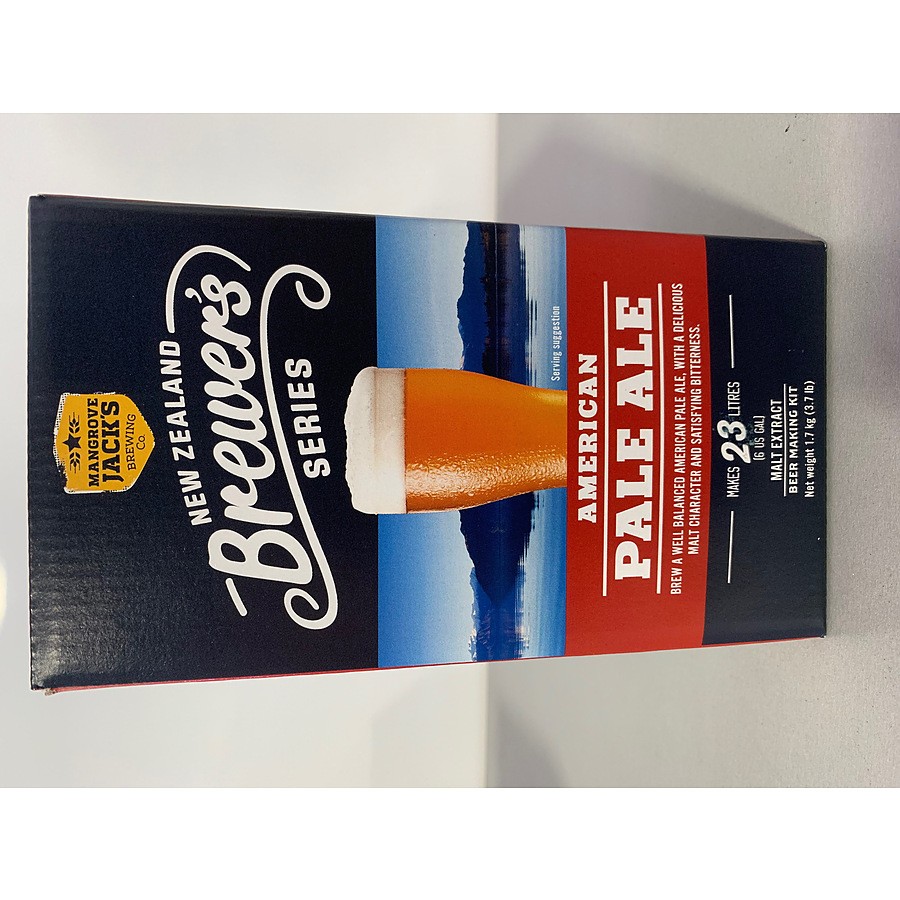 MANGROVE
JACK'S
BREWING
Co.
NEW ZEALAND
Brewer's
SERIES
Serving suggestion
AMERICAN
PALE ALE
BREW A WELL BALANCED AMERICAN PALE ALE, WITH A DELICIOUS
MALT CHARACTER AND SATISFYING BITTERNESS.
MAKES 23 LITRES
(6 US GAL)
MALT EXTRACT
BEER MAKING KIT
Net weight 1.7 kg (3.7 lb)